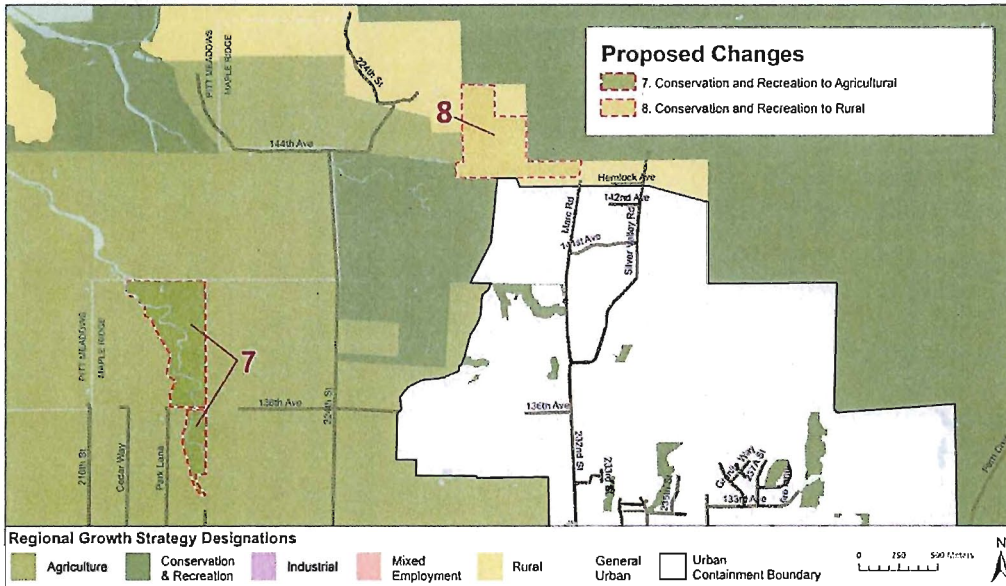 Proposed Changes
7. Conservation and Recreation to Agricultural
8. Conservation and Recreation to Rural
PITT MEADOWS
MAPLE RIDGE
224th St
8
144th Ave
Hemlock Ave
142nd Ave
Marc Rd
Silver Valley Rd
141st Ave
PITT MEADOWS
MAPLE RIDGE
7
136th Ave
224th St
136th Ave
216th St
Cedar Way
Park Lane
232nd St
133rd Ave
Regional Growth Strategy Designations
Agriculture
Conservation
& Recreation
Industrial
Mixed
Employment
Rural
General
Urban
Urban
Containment Boundary
0 250 500 Meters
N